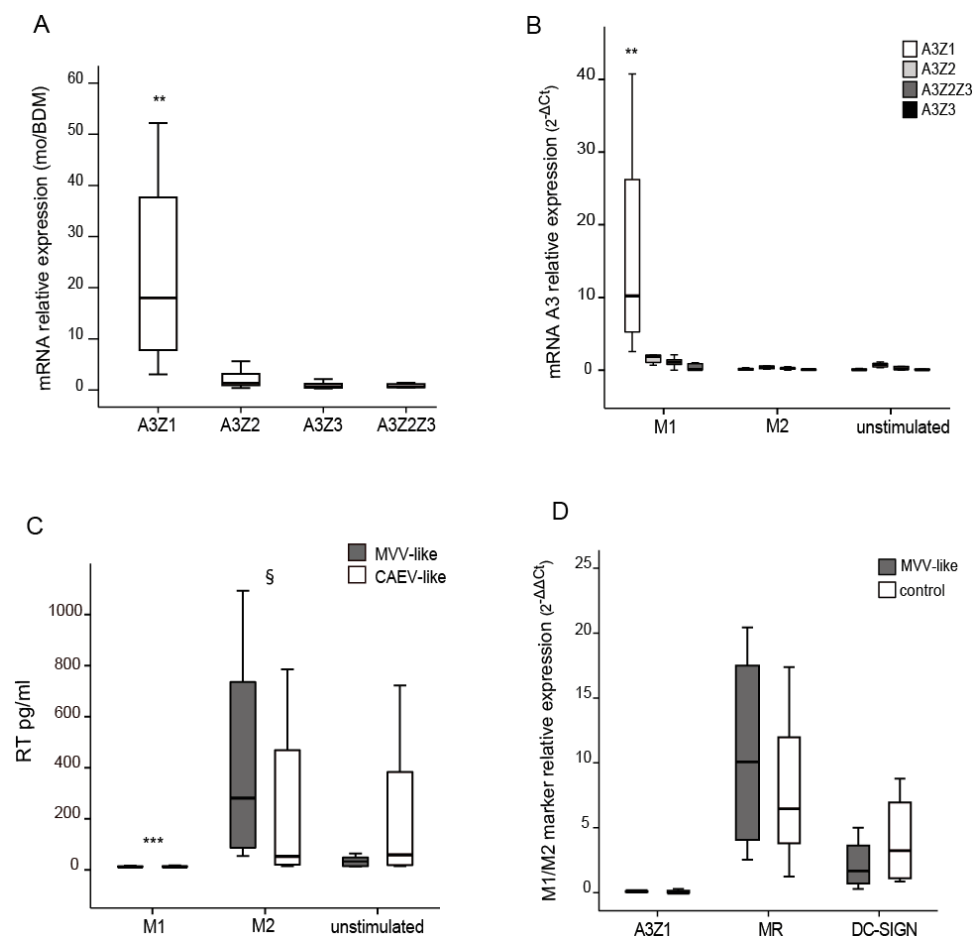 A
mRNA relative expression (mo/BDM)
60
50
40
30
20
10
0
**
A3Z1 A3Z2 A3Z3 A3Z2Z3
B
mRNA A3 relative expression (2-ΔCt)
40
30
20
10
0
**
A3Z1
A3Z2
A3Z2Z3
A3Z3
M1 M2 unstimulated
C
RT pg/ml
1000
800
600
400
200
0
MVV-like
CAEV-like
§
***
M1 M2 unstimulated
D
M1/M2 marker relative expression (2-ΔΔCt)
25
20
15
10
5
0
MVV-like
control
A3Z1 MR DC-SIGN